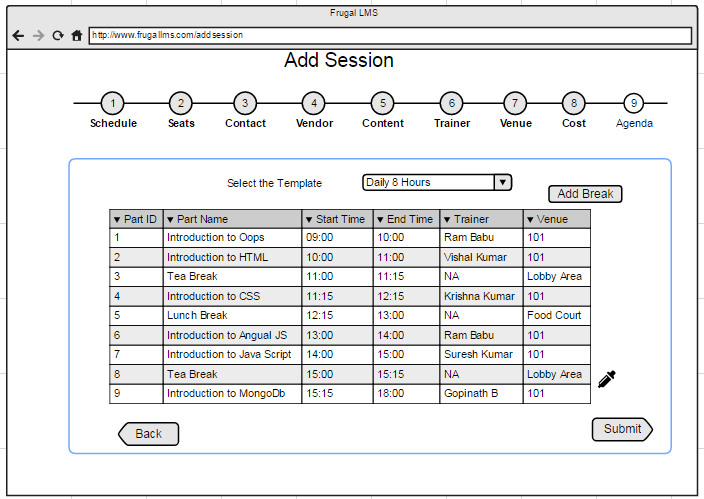 Frugal LMS
http://www.frugallms.com/addsession
Add Session
1 2 3 4 5 6 7 8 9
Schedule Seats Contact Vendor Content Trainer Venue Cost Agenda
Select the Template Daily 8 Hours
Add Break
Part ID Part Name Start Time End Time Trainer Venue
1 Introduction to Oops 09:00 10:00 Ram Babu 101
2 Introduction to HTML 10:00 11:00 Vishal Kumar 101
3 Tea Break 11:00 11:15 NA Lobby Area
4 Introduction to CSS 11:15 12:15 Krishna Kumar 101
5 Lunch Break 12:15 13:00 NA Food Court
6 Introduction to Angual JS 13:00 14:00 Ram Babu 101
7 Introduction to Java Script 14:00 15:00 Suresh Kumar 101
8 Tea Break 15:00 15:15 NA Lobby Area
9 Introduction to MongoDb 15:15 18:00 Gopinath B 101
Back Submit